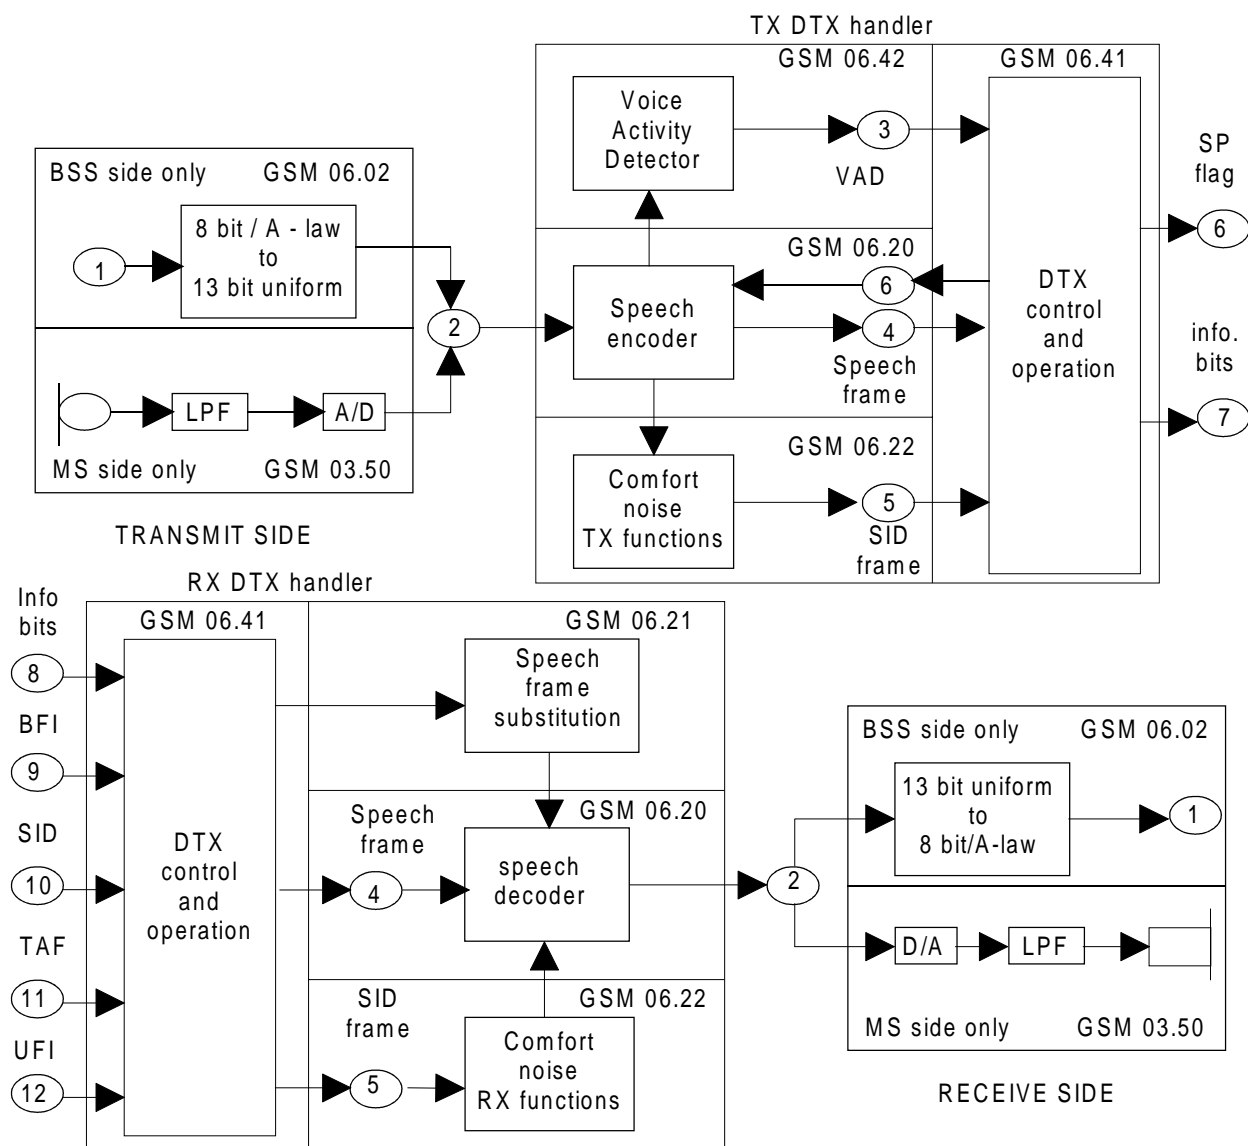 TX DTX handler
GSM 06.42
GSM 06.41
Voice
Activity
Detector
3
VAD
SP
flag
6
BSS side only
GSM 06.02
8 bit / A - law
to
13 bit uniform
1
2
GSM 06.20
6
Speech
encoder
4
Speech
frame
DTX
control
and
operation
info.
bits
7
LPF
A/D
MS side only
GSM 03.50
GSM 06.22
Comfort
noise
TX functions
5
SID
frame
TRANSMIT SIDE
RX DTX handler
Info
bits
8
BFI
9
SID
10
TAF
11
UFI
12
GSM 06.41
DTX
control
and
operation
GSM 06.21
Speech
frame
substitution
Speech
frame
4
GSM 06.20
speech
decoder
SID
frame
5
GSM 06.22
Comfort
noise
RX functions
2
BSS side only
GSM 06.02
13 bit uniform
to
8 bit/A-law
1
D/A
LPF
MS side only
GSM 03.50
RECEIVE SIDE